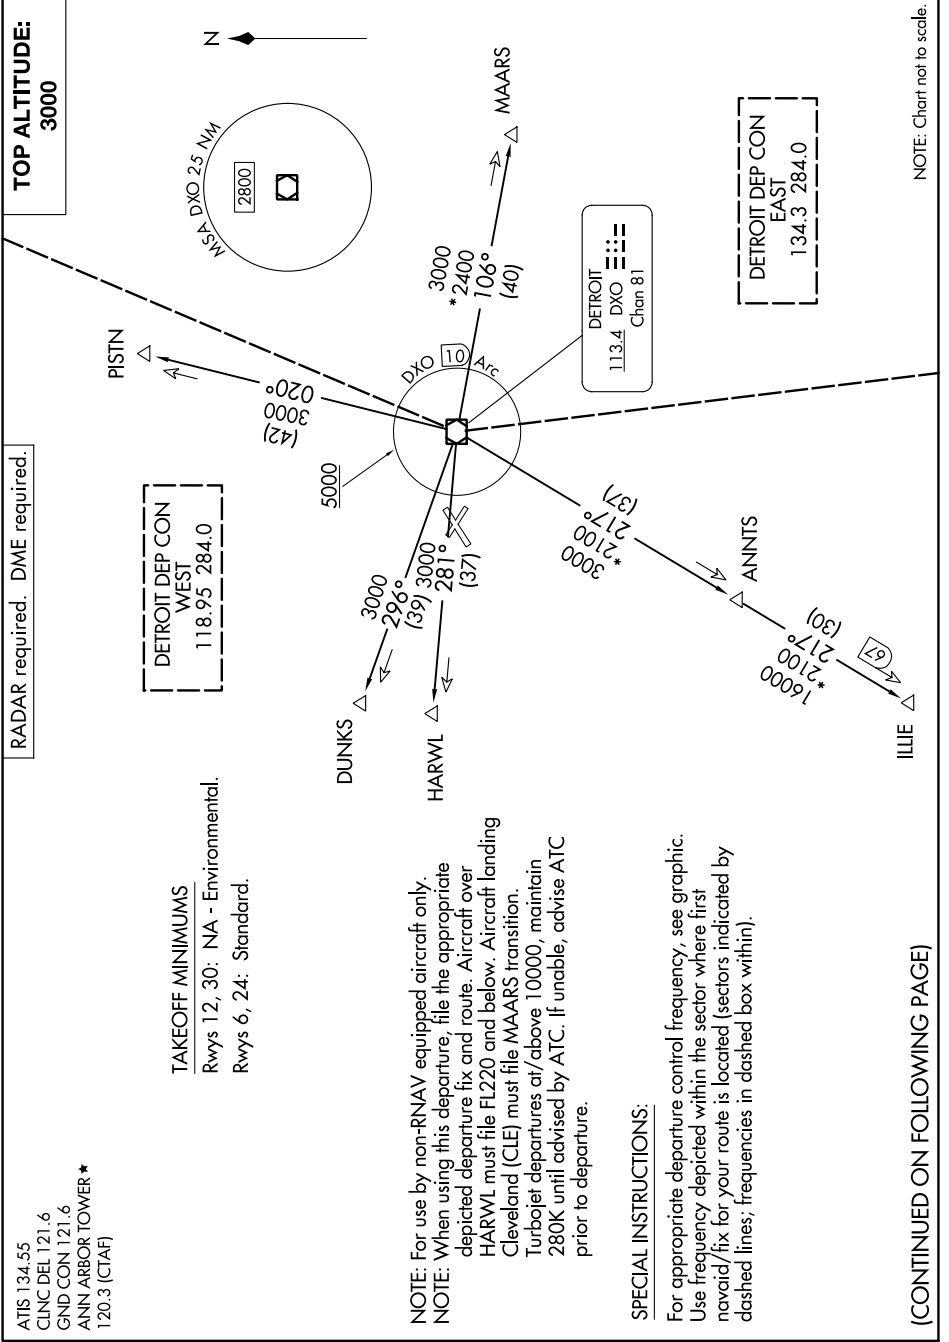 ATIS 134.55
CLNC DEL 121.6
GND CON 121.6
ANN ARBOR TOWER ★
120.3 (CTAF)
RADAR required. DME required.
TOP ALTITUDE:
3000
TAKEOFF MINIMUMS
Rwys 12, 30: NA - Environmental.
Rwys 6, 24: Standard.
DETROIT DEP CON
WEST
118.95 284.0
PISTN
020°
3000
(42)
N
MSA DXO 25 NM
2800
5000
DXO 10 Arc
DUNKS
3000
296°
(39)
HARWL
3000
281°
(37)
3000
*2400
106°
(40)
MAARS
DETROIT
113.4 DXO
Chan 81
(37)
217°
*2100
3000
ANNTS
(30)
217°
*2100
16000
67
ILLIE
DETROIT DEP CON
EAST
134.3 284.0
NOTE: For use by non-RNAV equipped aircraft only.
NOTE: When using this departure, file the appropriate
depicted departure fix and route. Aircraft over
HARWL must file FL220 and below. Aircraft landing
Cleveland (CLE) must file MAARS transition.
Turbojet departures at/above 10000, maintain
280K until advised by ATC. If unable, advise ATC
prior to departure.
SPECIAL INSTRUCTIONS:
For appropriate departure control frequency, see graphic.
Use frequency depicted within the sector where first
navaid/fix for your route is located (sectors indicated by
dashed lines; frequencies in dashed box within).
NOTE: Chart not to scale.
(CONTINUED ON FOLLOWING PAGE)